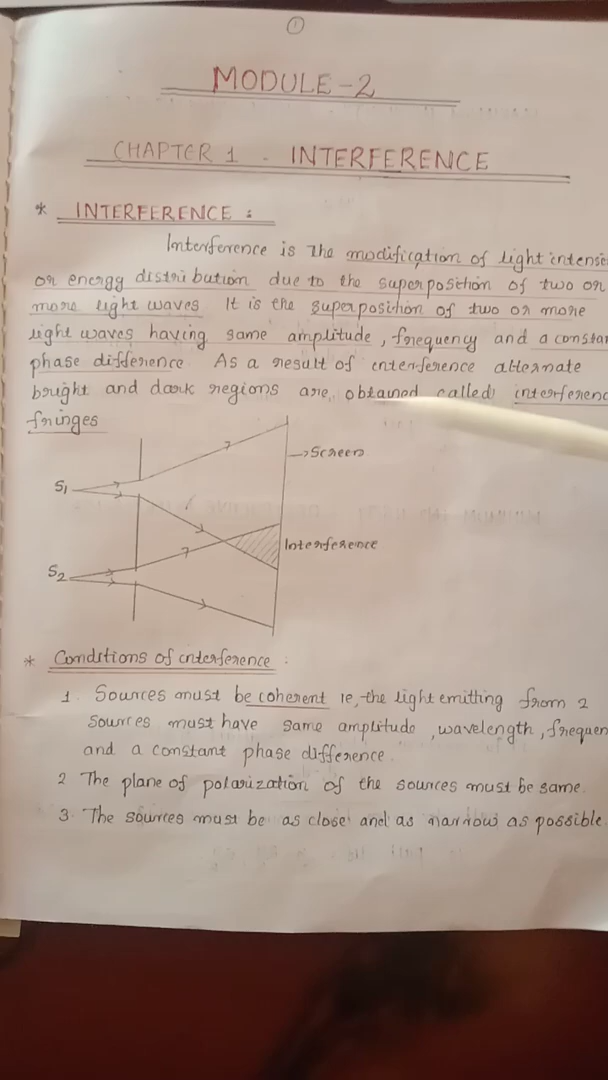 1
MODULE-2
CHAPTER 1 - INTERFERENCE
* INTERFERENCE :
Interference is the modification of light intensi
or energy distribution due to the superposition of two or
more light waves It is the superposition of two or more
light waves having same amplitude, frequency and a constan
phase difference. As a result of interference alternate
bright and dark regions are obtained called interferenc
fringes
S1
→Screen
Interference
S2
* Conditions of interference :
1. Sources must be coherent ie, the light emitting from 2
sources must have same amplitude, wavelength, frequen
and a constant phase difference.
2 The plane of polarization of the sources must be same.
3. The sources must be as close and as narrow as possible